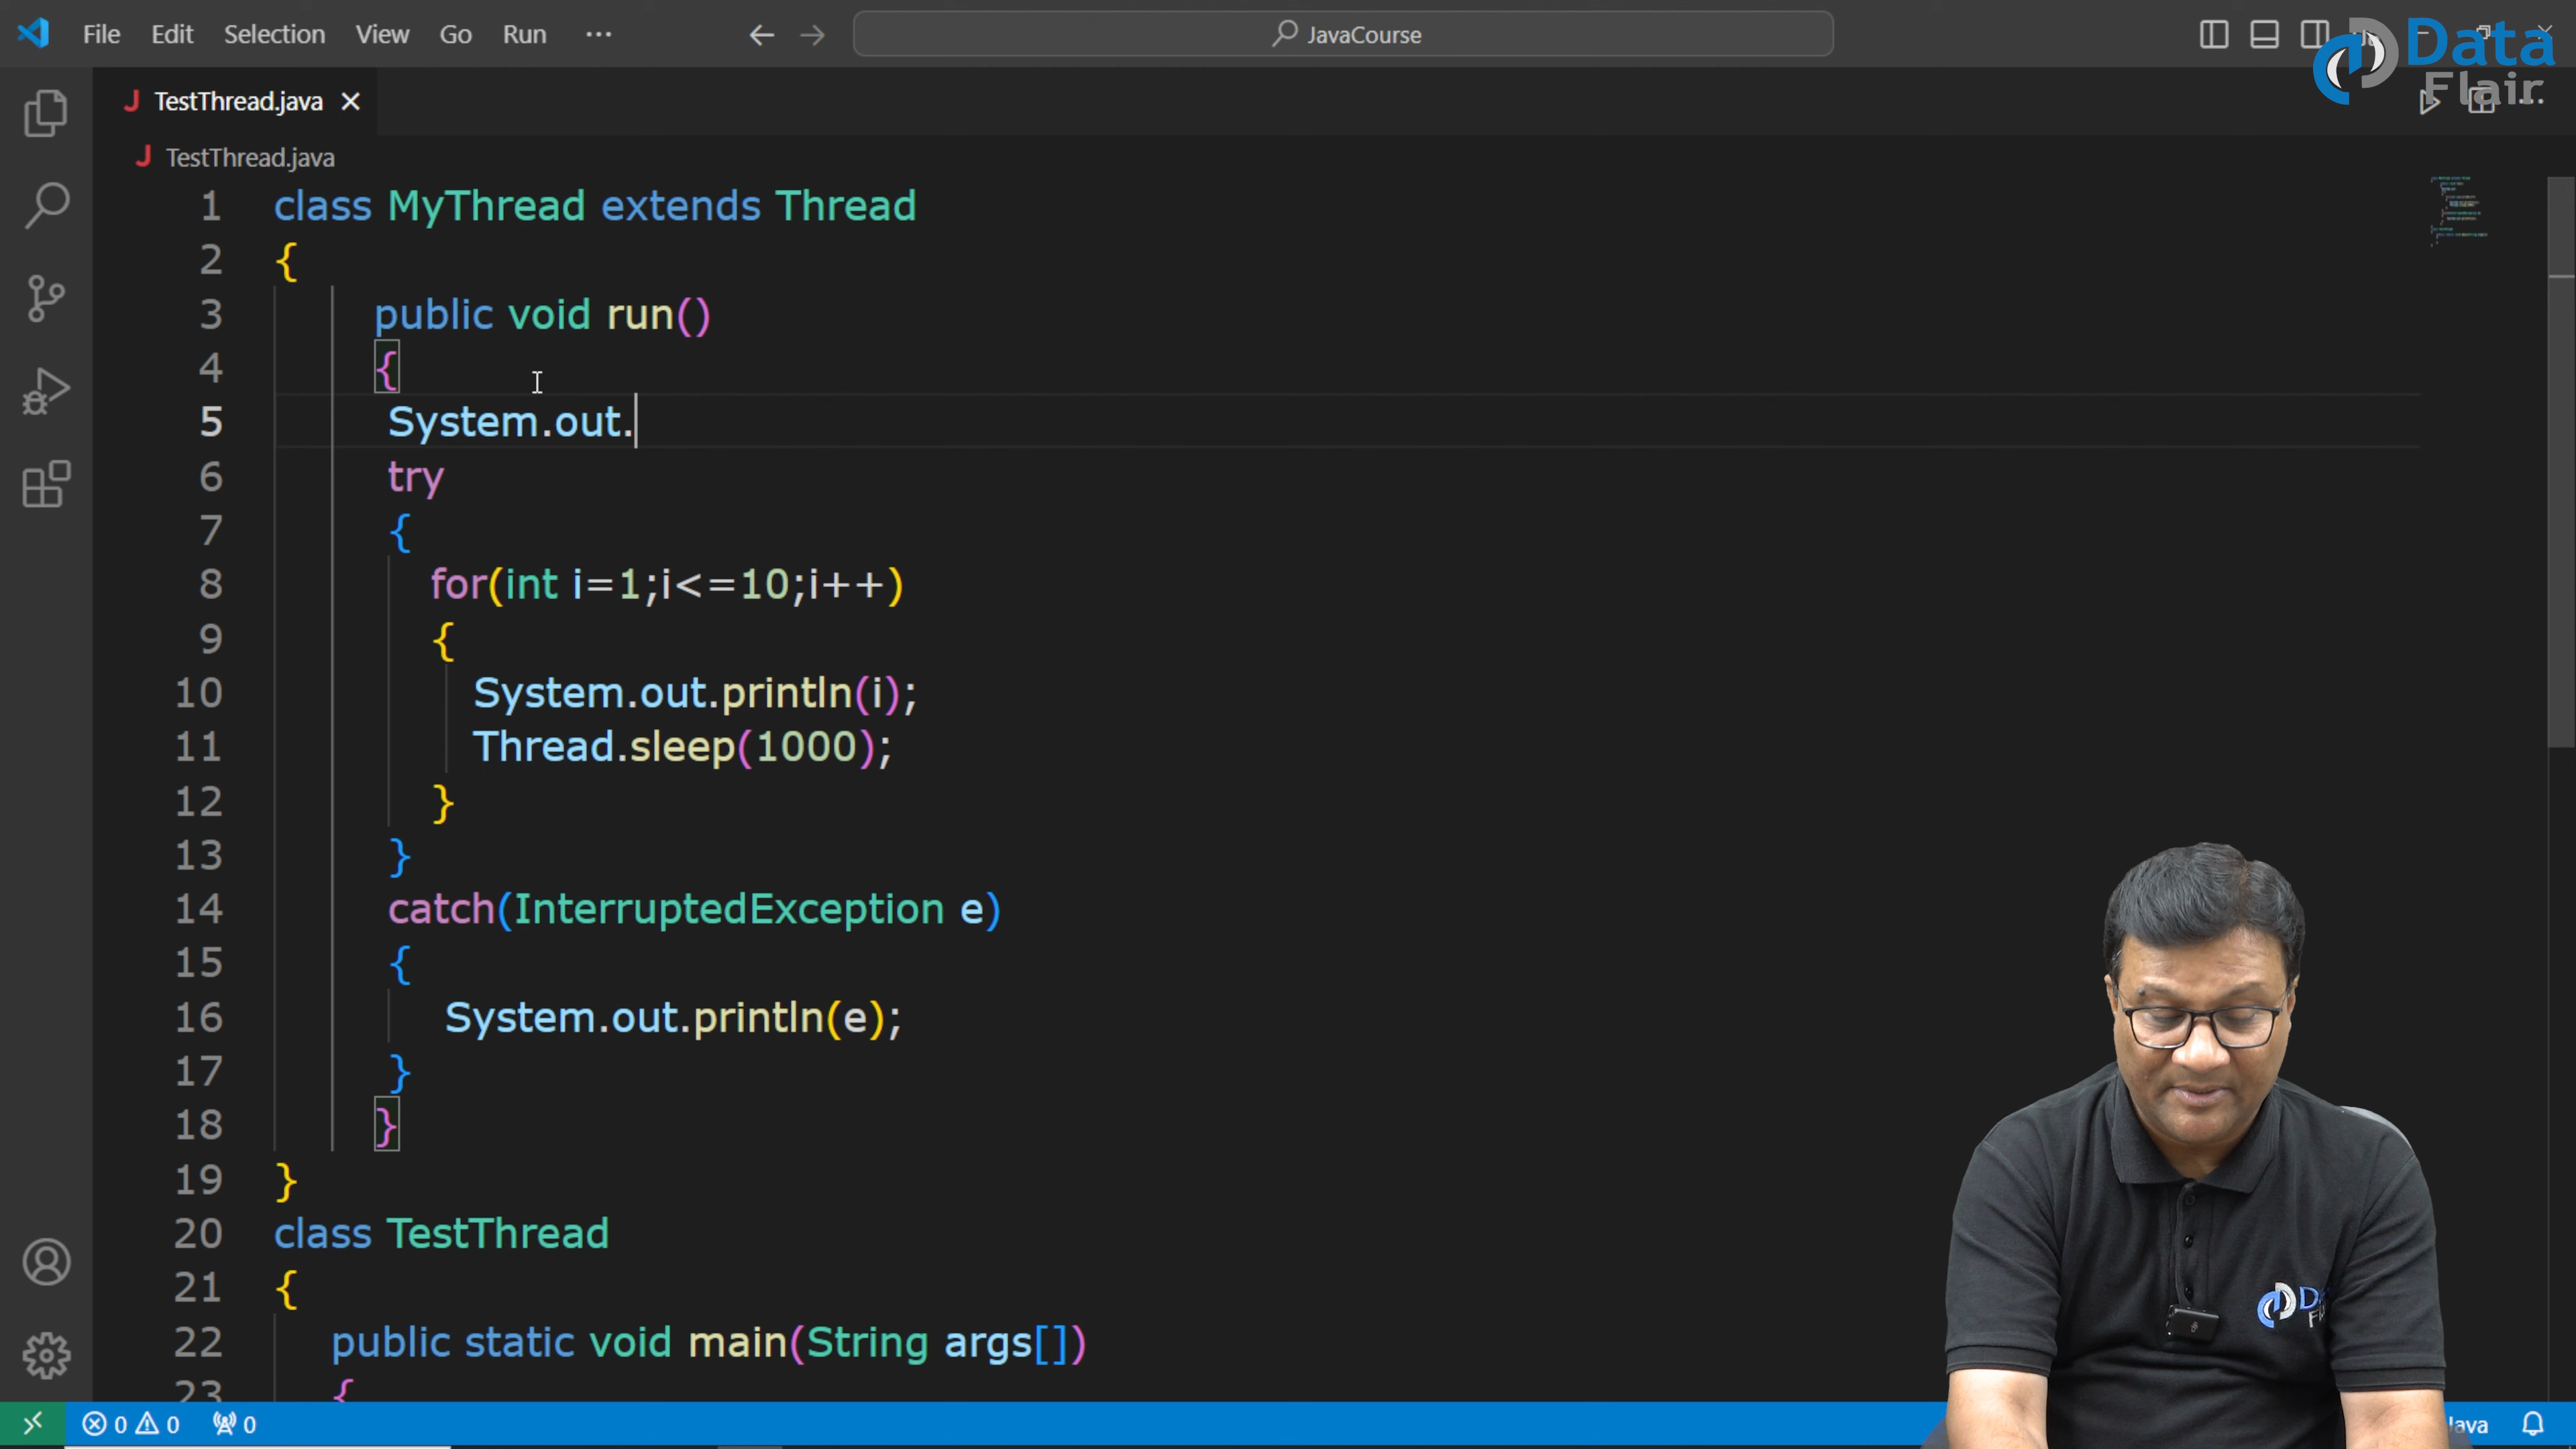 File Edit Selection View Go Run ··· JavaCourse
Data
Flair
TestThread.java
TestThread.java
1 class MyThread extends Thread
2 {
3 public void run()
4 {
5 System.out.
6 try
7 {
8 for(int i=1;i<=10;i++)
9 {
10 System.out.println(i);
11 Thread.sleep(1000);
12 }
13 }
14 catch(InterruptedException e)
15 {
16 System.out.println(e);
17 }
18 }
19 }
20 class TestThread
21 {
22 public static void main(String args[])
23 {
0 0 0 Java